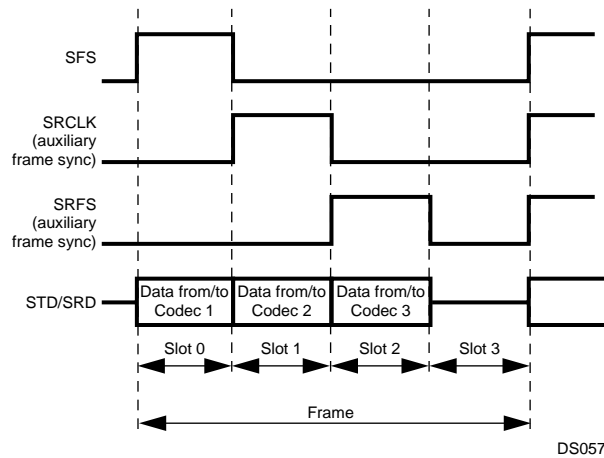 SFS
SRCLK
(auxiliary
frame sync)
SRFS
(auxiliary
frame sync)
STD/SRD
Data from/to
Codec 1
Data from/to
Codec 2
Data from/to
Codec 3
Slot 0
Slot 1
Slot 2
Slot 3
Frame
DS057